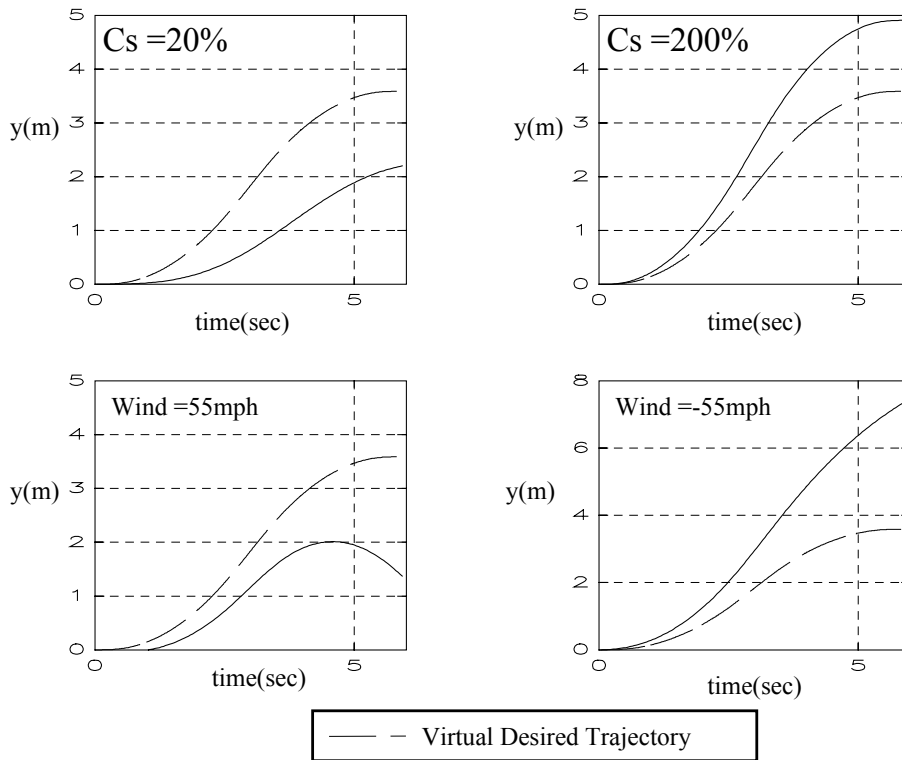 Cs =20%
5
4
y(m)
3
2
1
0
0
5
time(sec)
Cs =200%
5
4
y(m)
3
2
1
0
0
5
time(sec)
Wind =55mph
5
4
y(m)
3
2
1
0
0
5
time(sec)
Wind =-55mph
8
6
y(m)
4
2
0
0
5
time(sec)
Virtual Desired Trajectory